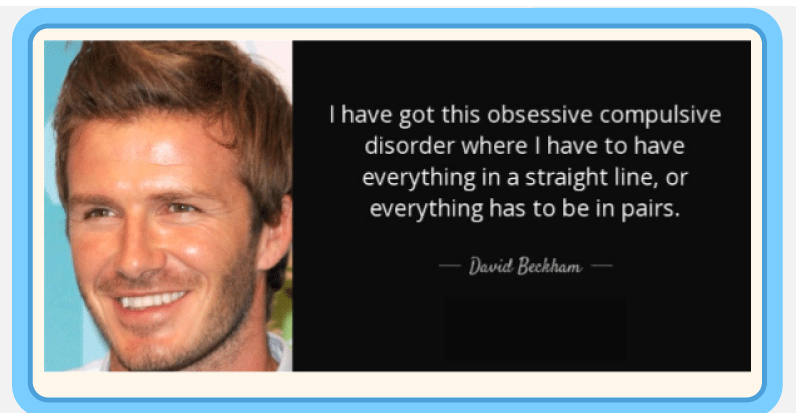 I have got this obsessive compulsive
disorder where I have to have
everything in a straight line, or
everything has to be in pairs.
— David Beckham —